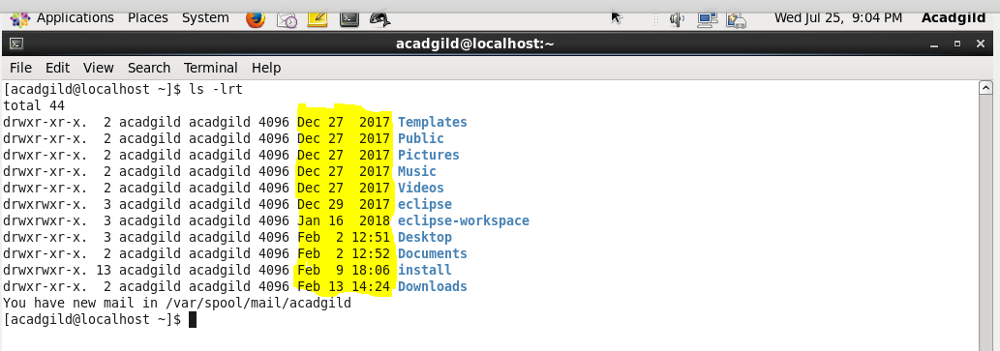 Applications Places System Wed Jul 25, 9:04 PM Acadgild
acadgild@localhost:~
File Edit View Search Terminal Help
[acadgild@localhost ~]$ ls -lrt
total 44
drwxr-xr-x.  2 acadgild acadgild 4096 Dec 27  2017 Templates
drwxr-xr-x.  2 acadgild acadgild 4096 Dec 27  2017 Public
drwxr-xr-x.  2 acadgild acadgild 4096 Dec 27  2017 Pictures
drwxr-xr-x.  2 acadgild acadgild 4096 Dec 27  2017 Music
drwxr-xr-x.  2 acadgild acadgild 4096 Dec 27  2017 Videos
drwxr-xr-x.  3 acadgild acadgild 4096 Dec 29  2017 eclipse
drwxrwxr-x.  3 acadgild acadgild 4096 Jan 16  2018 eclipse-workspace
drwxr-xr-x.  3 acadgild acadgild 4096 Feb  2 12:51 Desktop
drwxr-xr-x.  2 acadgild acadgild 4096 Feb  2 12:52 Documents
drwxrwxr-x. 13 acadgild acadgild 4096 Feb  9 18:06 install
drwxr-xr-x.  2 acadgild acadgild 4096 Feb 13 14:24 Downloads
You have new mail in /var/spool/mail/acadgild
[acadgild@localhost ~]$